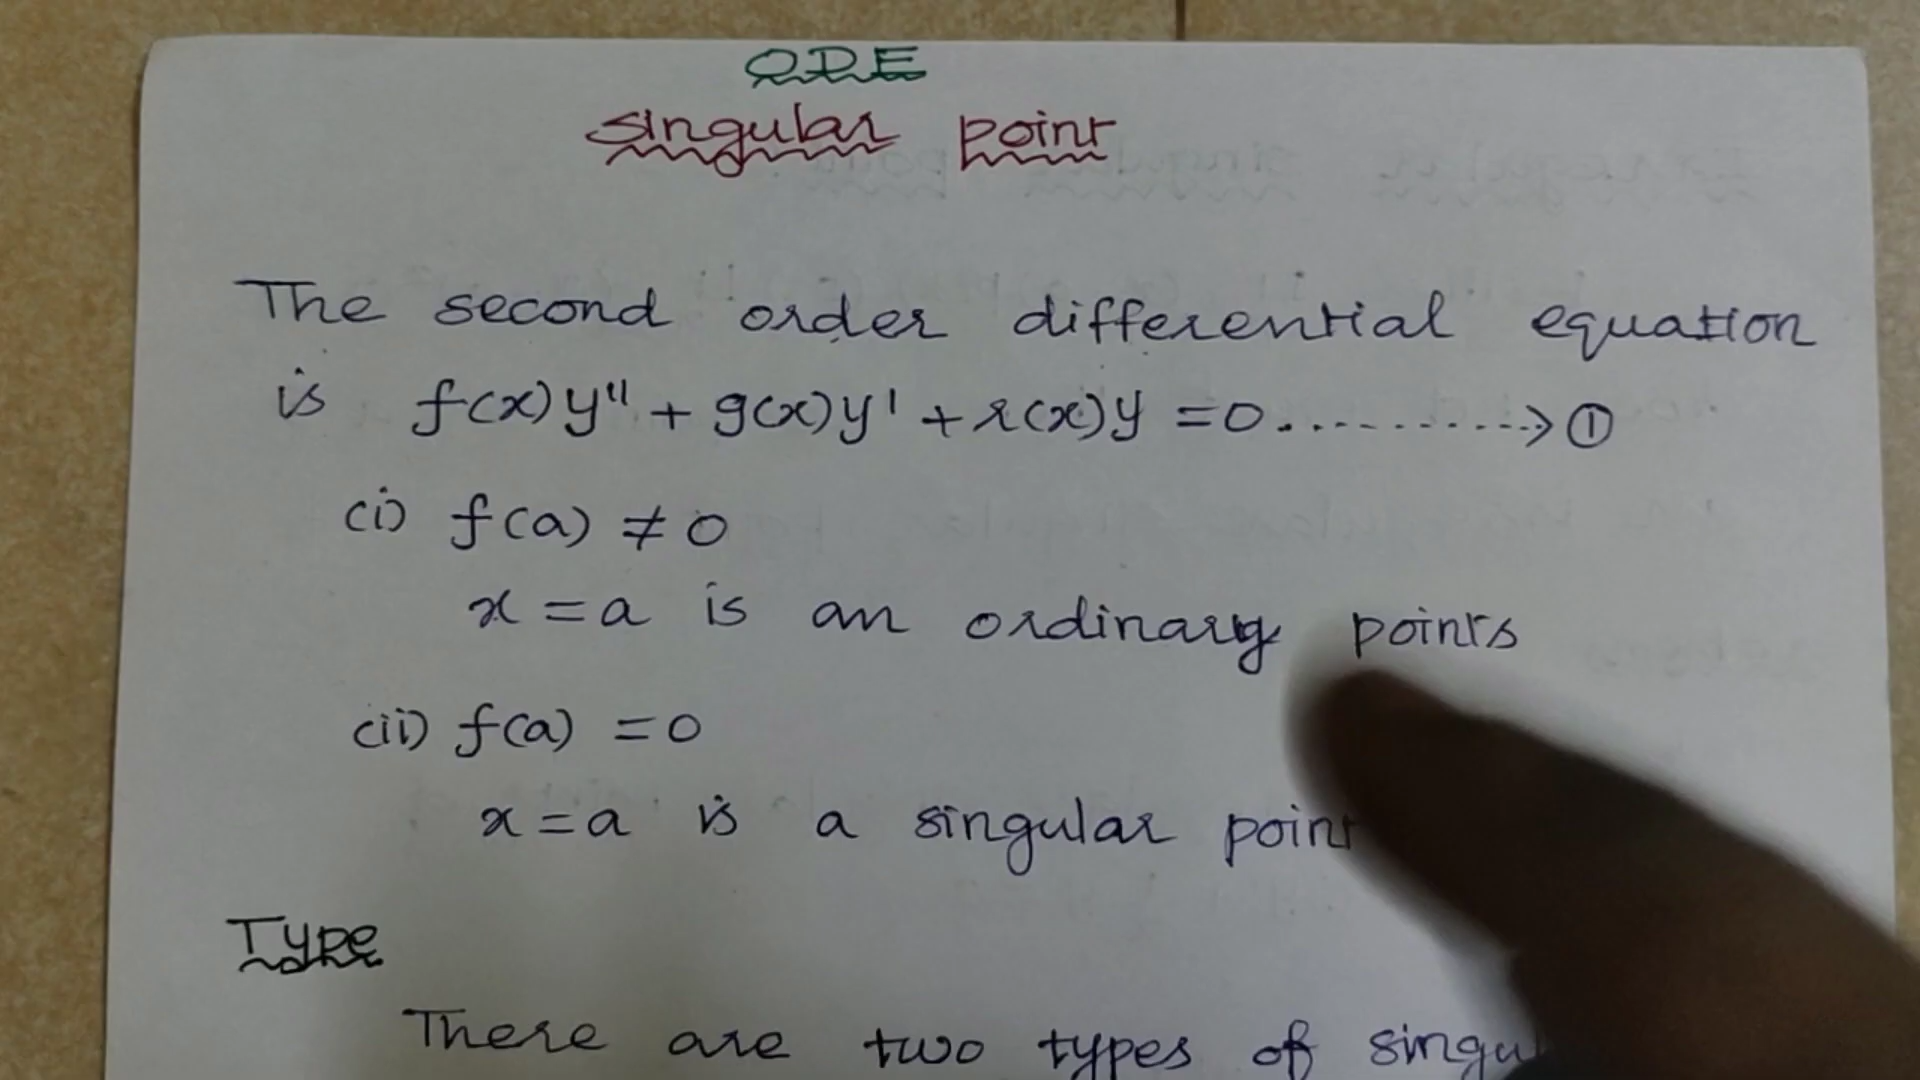 ODE
Singular point
The second order differential equation
is f(x)y" + g(x)y' + r(x)y = 0 ...........> ①
(i) f(a) ≠ 0
x = a is an ordinary points
(ii) f(a) = 0
x = a is a singular point
Type
There are two types of